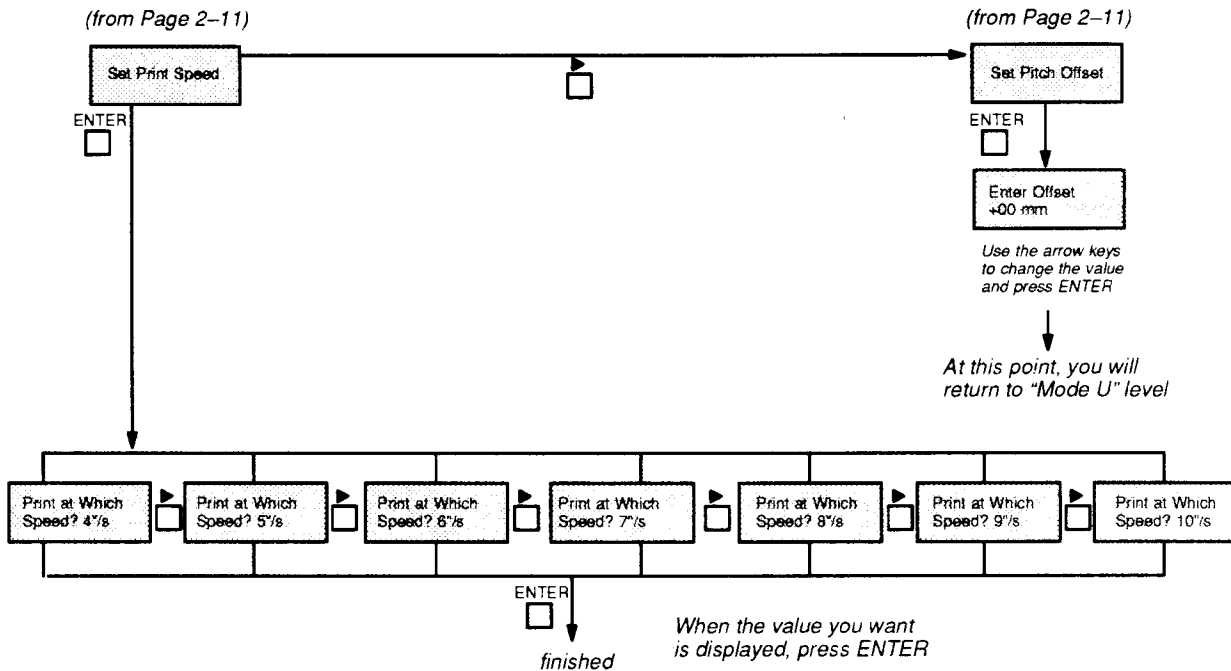 (from Page 2–11)
(from Page 2–11)
Set Print Speed
Set Pitch Offset
ENTER
ENTER
Enter Offset
+00 mm
Use the arrow keys
to change the value
and press ENTER
At this point, you will
return to “Mode U” level
Print at Which
Speed? 4"/s
Print at Which
Speed? 5"/s
Print at Which
Speed? 6"/s
Print at Which
Speed? 7"/s
Print at Which
Speed? 8"/s
Print at Which
Speed? 9"/s
Print at Which
Speed? 10"/s
ENTER
finished
When the value you want
is displayed, press ENTER